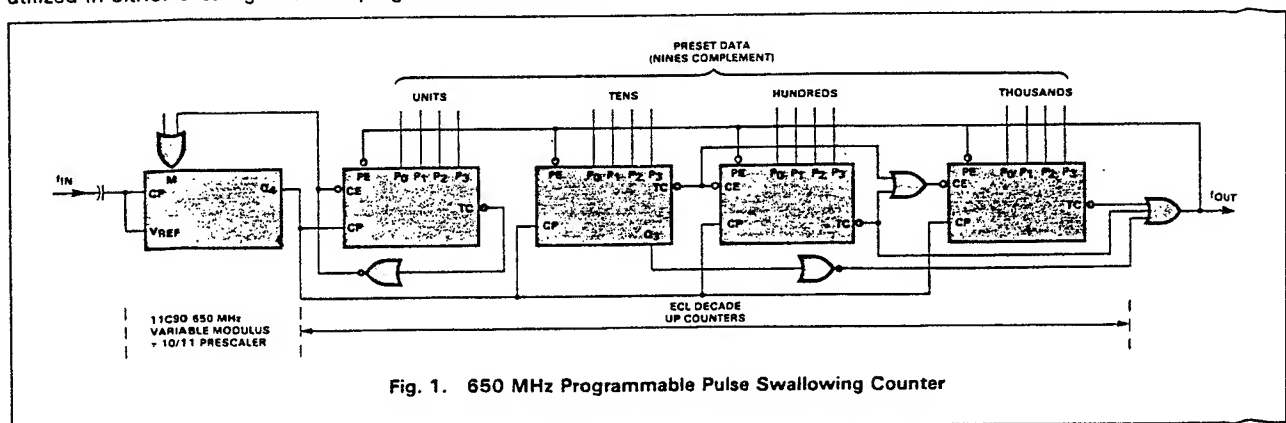 PRESET DATA
(NINES COMPLEMENT)
UNITS
TENS
HUNDREDS
THOUSANDS
fIN
M
CP
VREF
Q4
PE
P0 P1 P2 P3
CE
CP
TC
PE
P0 P1 P2 P3
CP
TC
Q3
PE
P0 P1 P2 P3
CE
CP
TC
PE
P0 P1 P2 P3
CE
CP
TC
fOUT
11C90 650 MHz
VARIABLE MODULUS
÷ 10/11 PRESCALER
ECL DECADE
UP COUNTERS
Fig. 1. 650 MHz Programmable Pulse Swallowing Counter